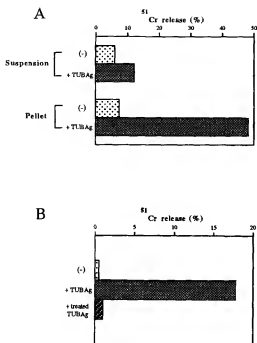 A
51
Cr release (%)
0 10 20 30 40 50
Suspension
(-)
+ TUBAg
Pellet
(-)
+ TUBAg
B
51
Cr release (%)
0 5 10 15 20
(-)
+ TUBAg
+ treated
TUBAg